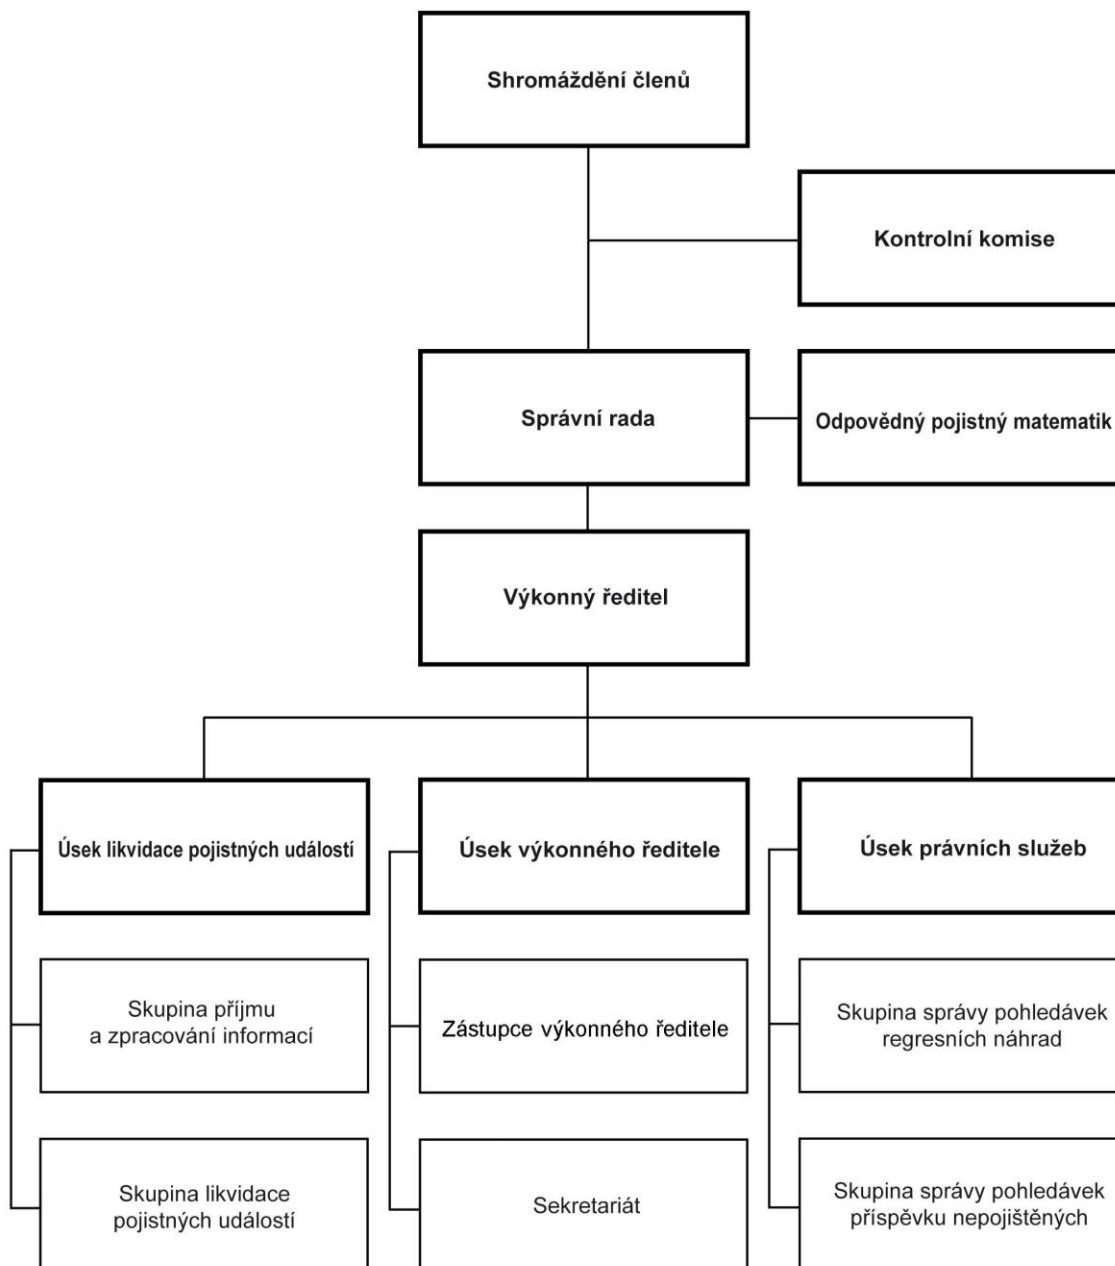 Shromáždění členů
Kontrolní komise
Správní rada
Odpovědný pojistný matematik
Výkonný ředitel
Úsek likvidace pojistných událostí
Úsek výkonného ředitele
Úsek právních služeb
Skupina příjmu
a zpracování informací
Zástupce výkonného ředitele
Skupina správy pohledávek
regresních náhrad
Skupina likvidace
pojistných událostí
Sekretariát
Skupina správy pohledávek
příspěvku nepojištěných